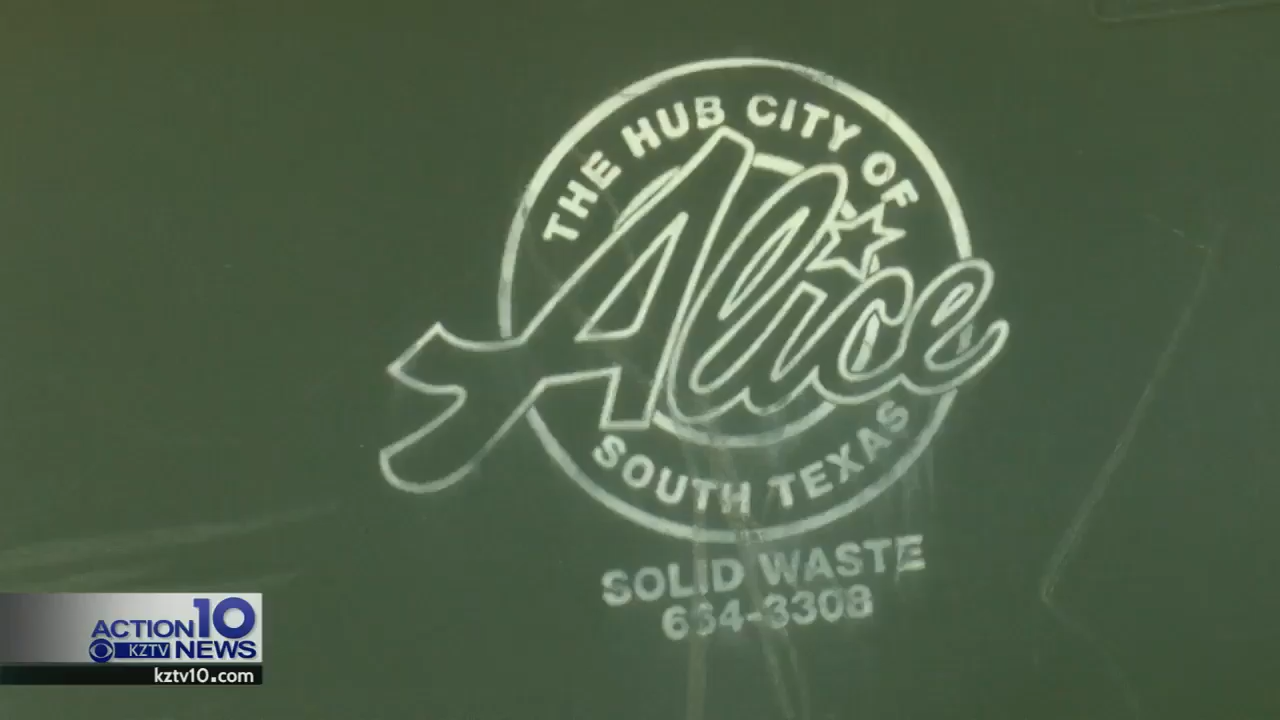 THE HUB CITY OF
Alice
SOUTH TEXAS
SOLID WASTE
664-3308
ACTION 10
KZTV NEWS
kztv10.com